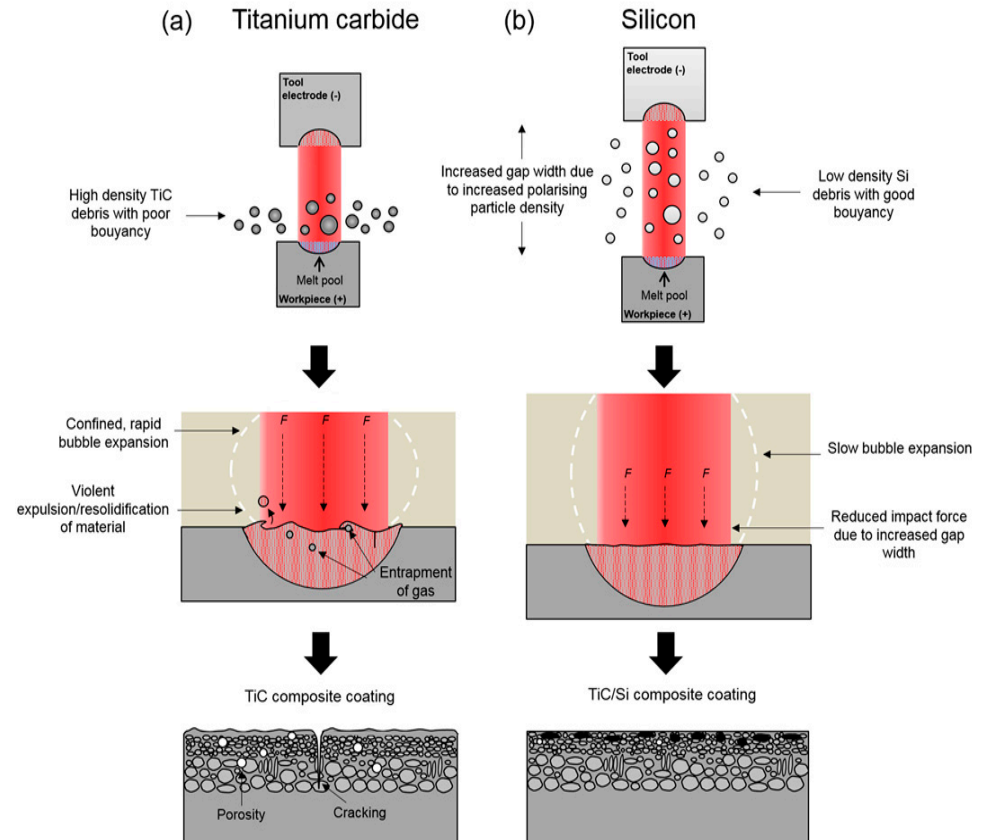 (a)
Titanium carbide
Tool
electrode (-)
High density TiC
debris with poor
bouyancy
Melt pool
Workpiece (+)
(b)
Silicon
Tool
electrode (-)
Increased gap width due
to increased polarising
particle density
Low density Si
debris with good
bouyancy
Melt pool
Workpiece (+)
Confined, rapid
bubble expansion
F
F
F
Violent
expulsion/resolidification
of material
Entrapment
of gas
F
F
F
Slow bubble expansion
Reduced impact force
due to increased gap
width
TiC composite coating
Porosity
Cracking
TiC/Si composite coating